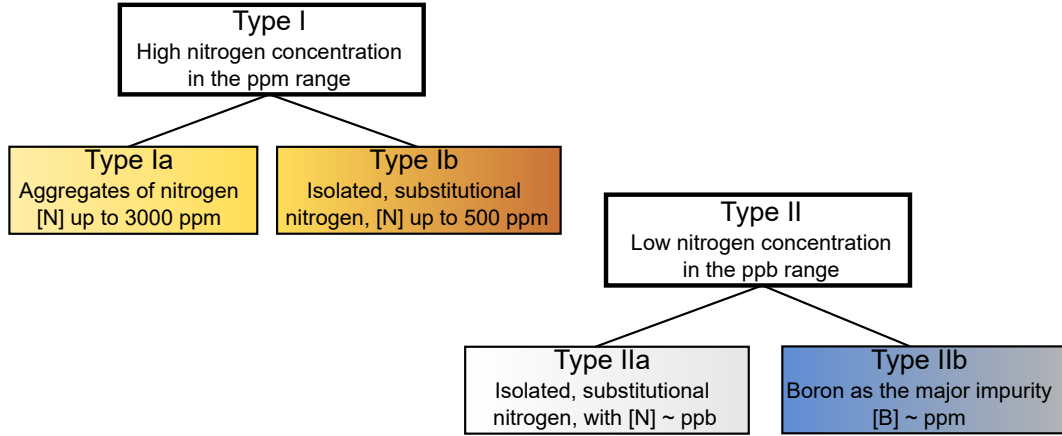 Type I
High nitrogen concentration
in the ppm range
Type Ia
Aggregates of nitrogen
[N] up to 3000 ppm
Type Ib
Isolated, substitutional
nitrogen, [N] up to 500 ppm
Type II
Low nitrogen concentration
in the ppb range
Type IIa
Isolated, substitutional
nitrogen, with [N] ~ ppb
Type IIb
Boron as the major impurity
[B] ~ ppm